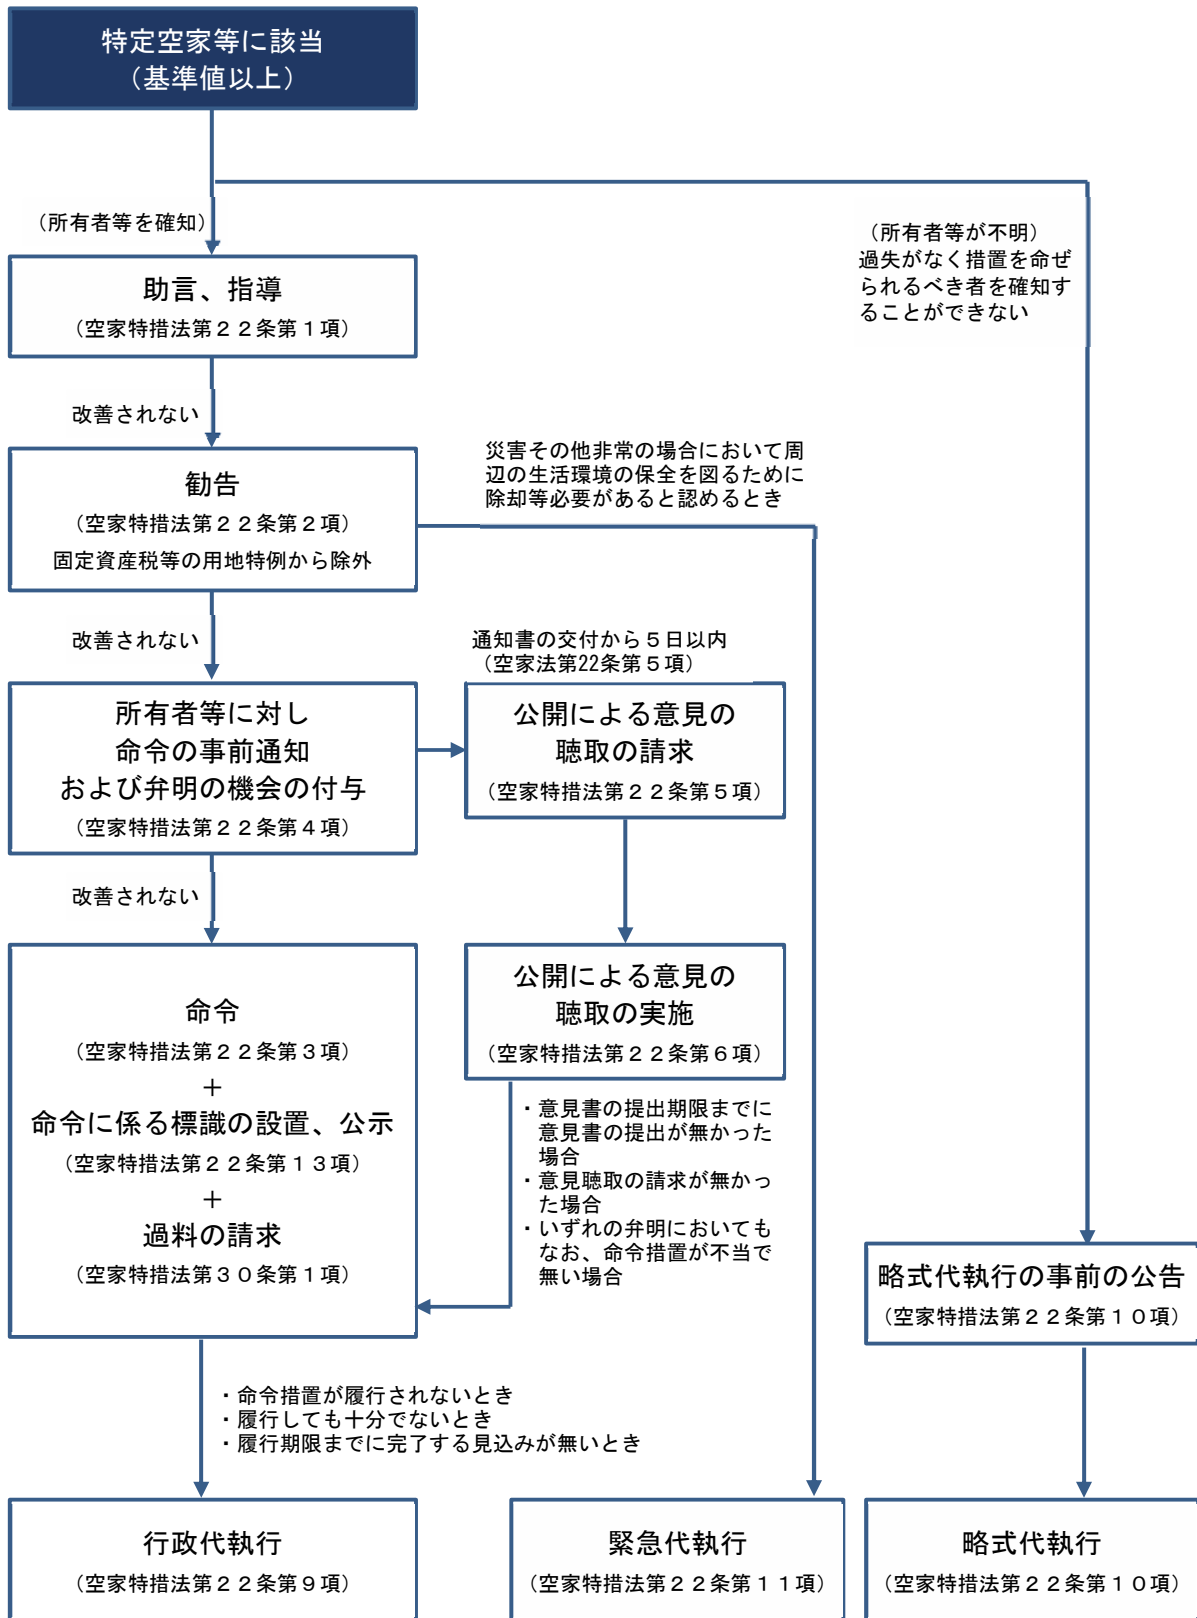 特定空家等に該当
（基準値以上）
（所有者等を確知）
（所有者等が不明）
過失がなく措置を命ぜ
られるべき者を確知す
ることができない
助言、指導
（空家特措法第２２条第１項）
改善されない
勧告
（空家特措法第２２条第２項）
固定資産税等の用地特例から除外
災害その他非常の場合において周
辺の生活環境の保全を図るために
除却等必要があると認めるとき
改善されない
通知書の交付から５日以内
（空家法第22条第５項）
所有者等に対し
命令の事前通知
および弁明の機会の付与
（空家特措法第２２条第４項）
公開による意見の
聴取の請求
（空家特措法第２２条第５項）
改善されない
命令
（空家特措法第２２条第３項）
＋
命令に係る標識の設置、公示
（空家特措法第２２条第１３項）
＋
過料の請求
（空家特措法第３０条第１項）
公開による意見の
聴取の実施
（空家特措法第２２条第６項）
・意見書の提出期限までに
意見書の提出が無かった
場合
・意見聴取の請求が無かっ
た場合
・いずれの弁明においても
なお、命令措置が不当で
無い場合
略式代執行の事前の公告
（空家特措法第２２条第１０項）
・命令措置が履行されないとき
・履行しても十分でないとき
・履行期限までに完了する見込みが無いとき
行政代執行
（空家特措法第２２条第９項）
緊急代執行
（空家特措法第２２条第１１項）
略式代執行
（空家特措法第２２条第１０項）